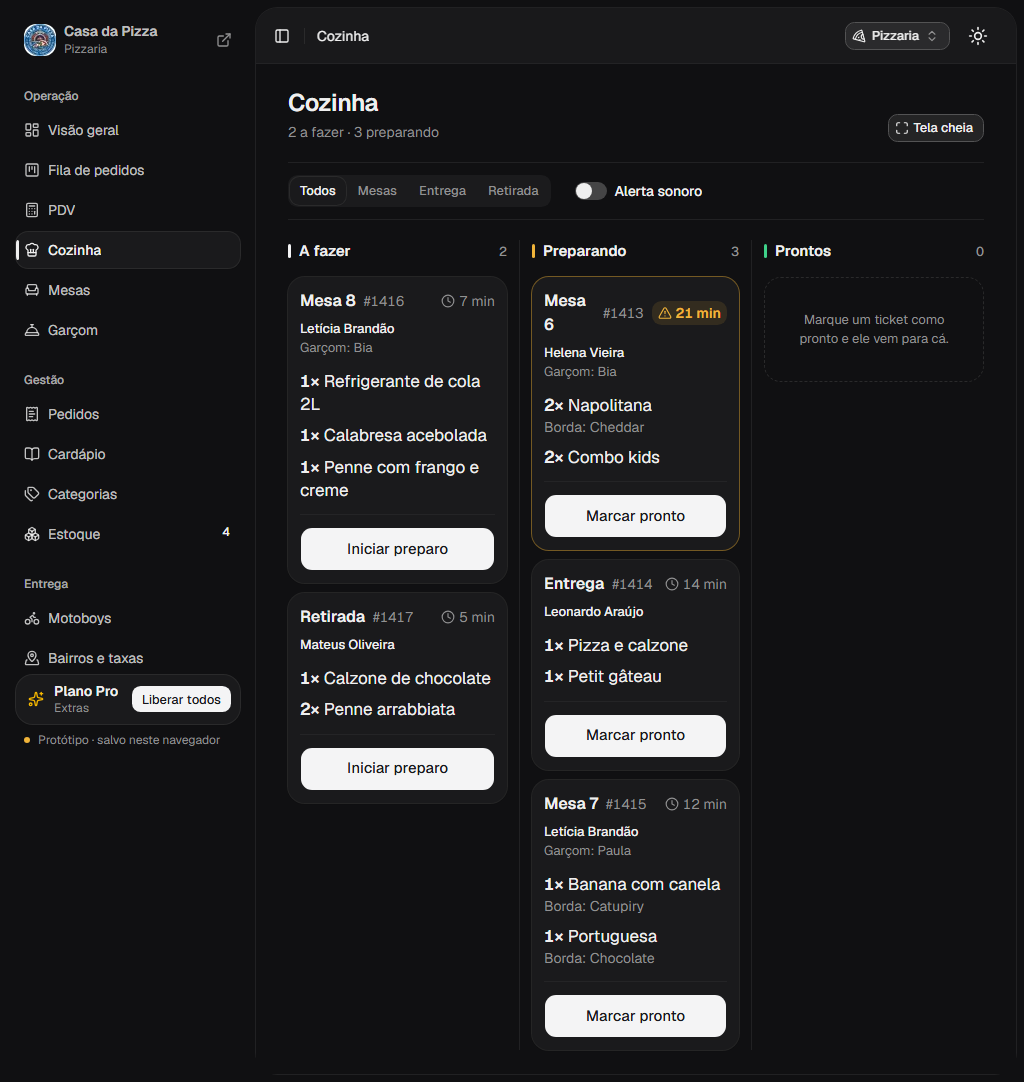 Casa da Pizza
Pizzaria
Operação
Visão geral
Fila de pedidos
PDV
Cozinha
Mesas
Garçom
Gestão
Pedidos
Cardápio
Categorias
Estoque 4
Entrega
Motoboys
Bairros e taxas
Plano Pro
Extras
Liberar todos
Protótipo · salvo neste navegador
Cozinha
Pizzaria
Cozinha
2 a fazer · 3 preparando
Tela cheia
Todos Mesas Entrega Retirada Alerta sonoro
A fazer 2
Mesa 8 #1416 7 min
Letícia Brandão
Garçom: Bia
1× Refrigerante de cola
2L
1× Calabresa acebolada
1× Penne com frango e
creme
Iniciar preparo
Retirada #1417 5 min
Mateus Oliveira
1× Calzone de chocolate
2× Penne arrabbiata
Iniciar preparo
Preparando 3
Mesa
6
#1413 21 min
Helena Vieira
Garçom: Bia
2× Napolitana
Borda: Cheddar
2× Combo kids
Marcar pronto
Entrega #1414 14 min
Leonardo Araújo
1× Pizza e calzone
1× Petit gâteau
Marcar pronto
Mesa 7 #1415 12 min
Letícia Brandão
Garçom: Paula
1× Banana com canela
Borda: Catupiry
1× Portuguesa
Borda: Chocolate
Marcar pronto
Prontos 0
Marque um ticket como
pronto e ele vem para cá.